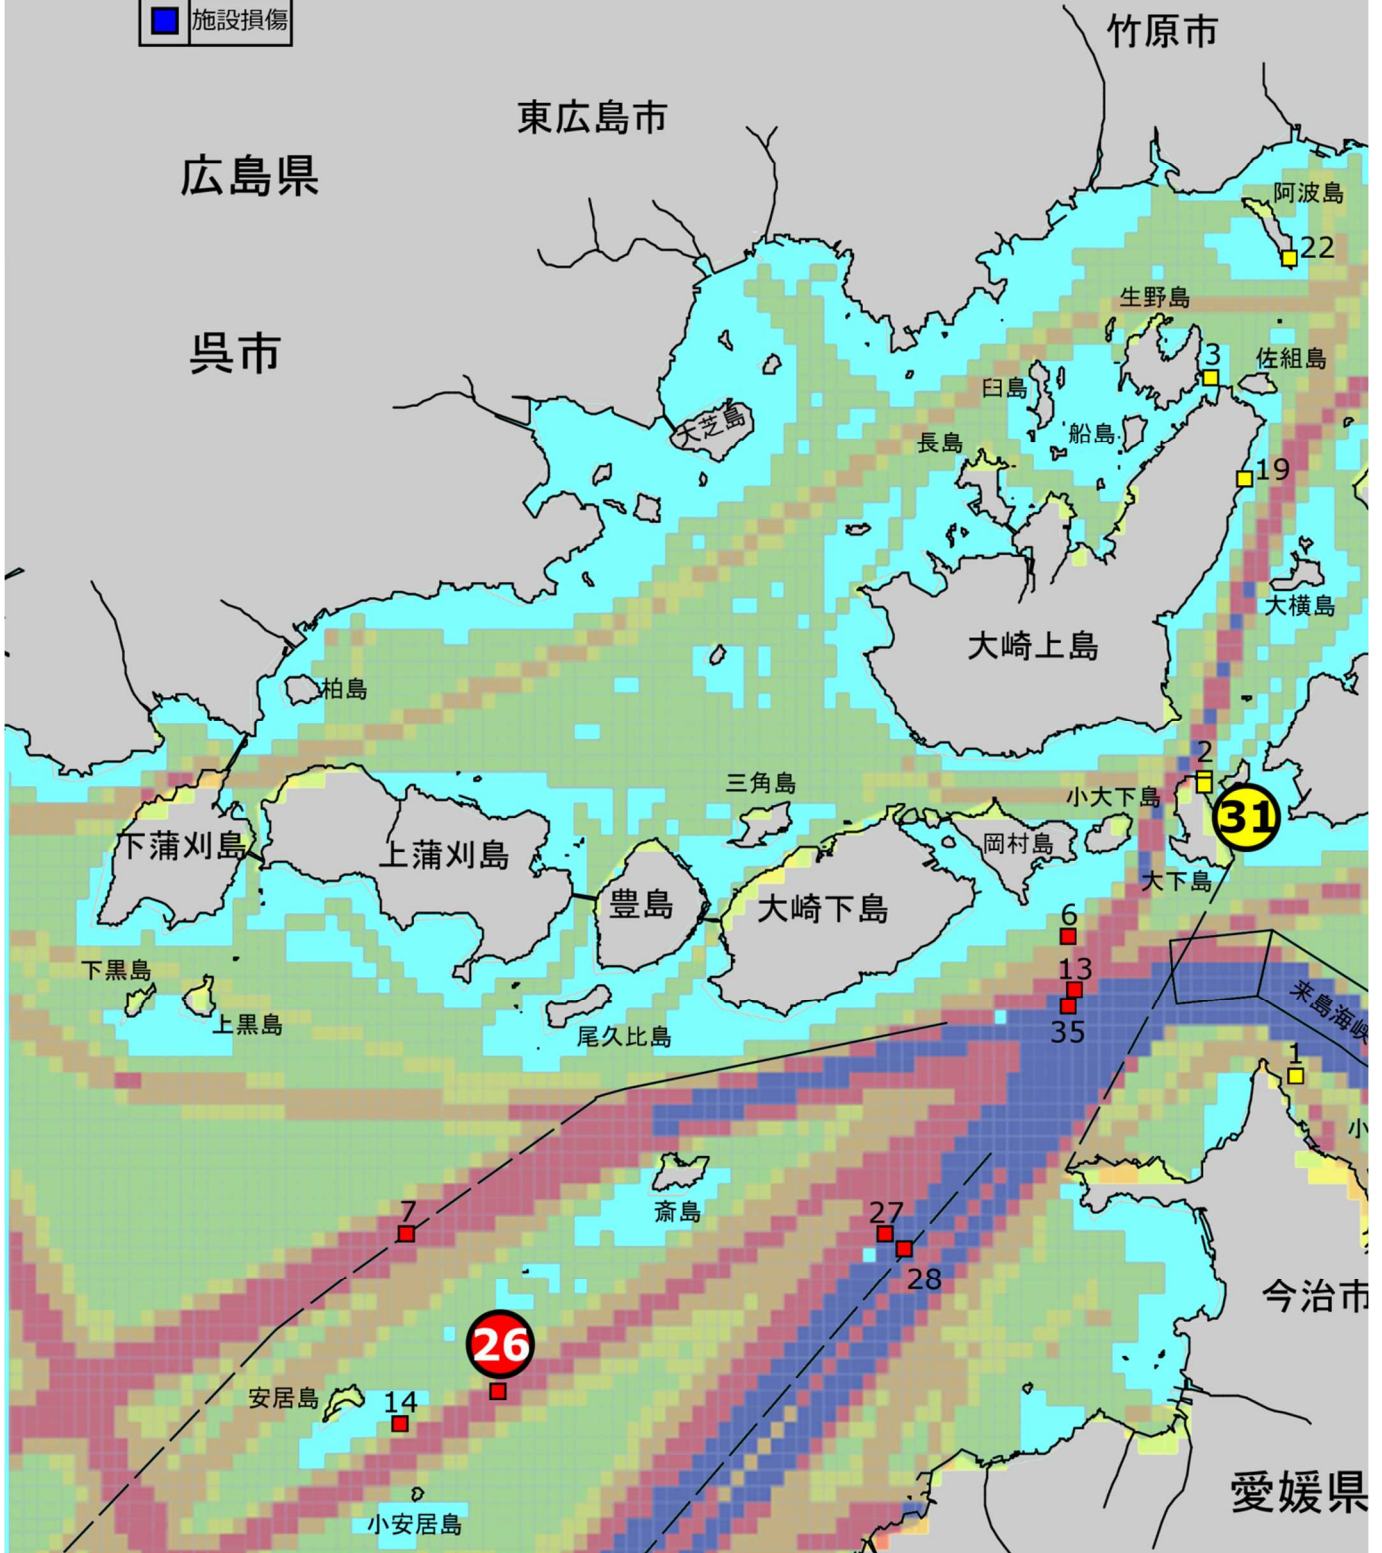 施設損傷
竹原市
東広島市
広島県
阿波島
22
生野島
呉市
3
佐組島
臼島
船島
大芝島
長島
19
大横島
大崎上島
柏島
2
三角島
小大下島
31
下蒲刈島
上蒲刈島
岡村島
大下島
豊島
大崎下島
6
下黒島
13
来島海峡
上黒島
尾久比島
35
1
小
7
斎島
27
28
今治市
26
安居島
14
愛媛県
小安居島